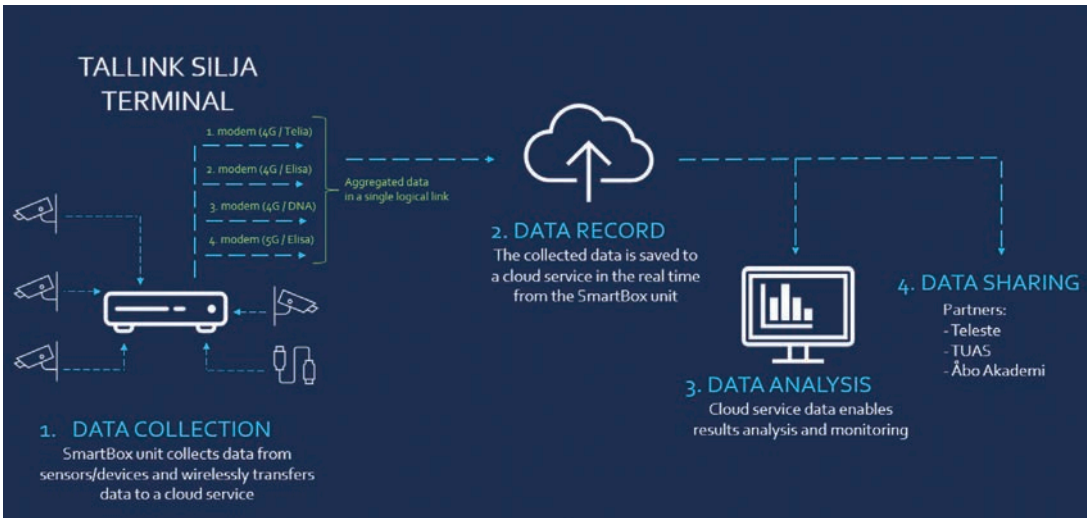 TALLINK SILJA
TERMINAL
1. modem (4G / Telia)
2. modem (4G / Elisa)
3. modem (4G / DNA)
4. modem (5G / Elisa)
Aggregated data
in a single logical link
1. DATA COLLECTION
SmartBox unit collects data from
sensors/devices and wirelessly transfers
data to a cloud service
2. DATA RECORD
The collected data is saved to
a cloud service in the real time
from the SmartBox unit
3. DATA ANALYSIS
Cloud service data enables
results analysis and monitoring
4. DATA SHARING
Partners:
- Teleste
- TUAS
- Åbo Akademi